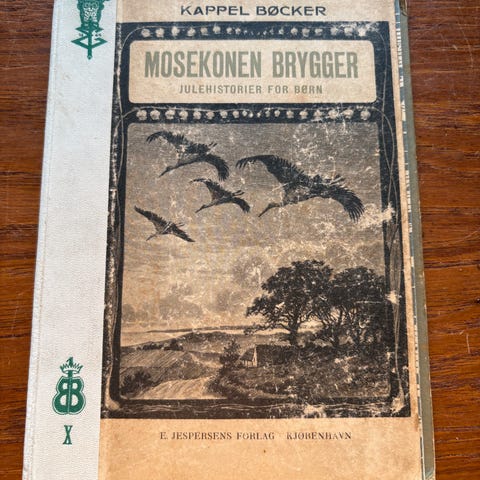 KAPPEL BØCKER
MOSEKONEN BRYGGER
JULEHISTORIER FOR BØRN
E. JESPERSENS FORLAG KJØBENHAVN
X